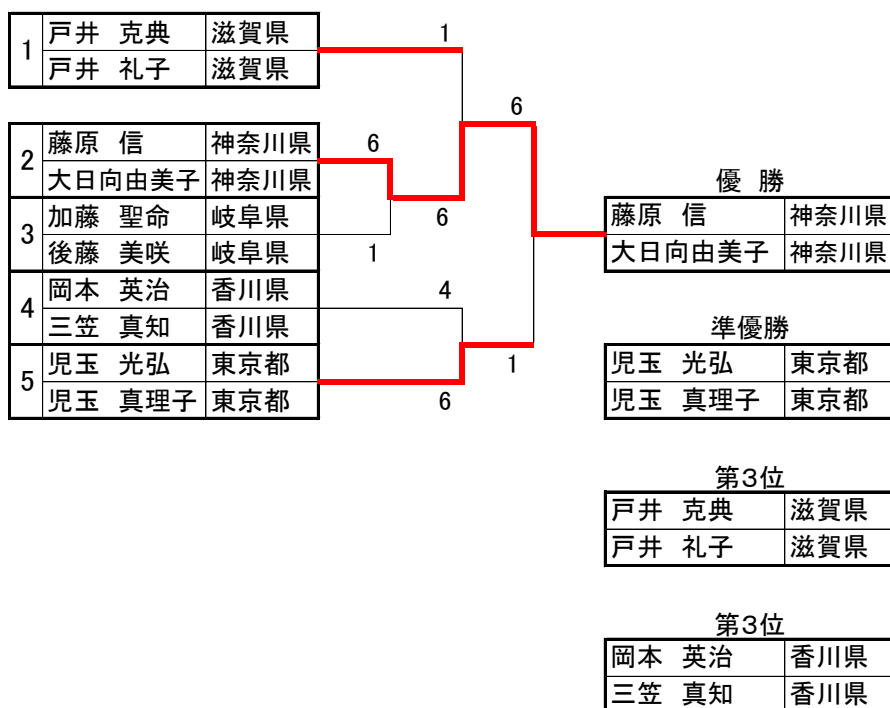 1 戸井 克典 滋賀県
戸井 礼子 滋賀県
1
2 藤原 信 神奈川県
大日向由美子 神奈川県
6
6
3 加藤 聖命 岐阜県
後藤 美咲 岐阜県
1
6
4 岡本 英治 香川県
三笠 真知 香川県
4
5 児玉 光弘 東京都
児玉 真理子 東京都
6
1
優 勝
藤原 信 神奈川県
大日向由美子 神奈川県
準優勝
児玉 光弘 東京都
児玉 真理子 東京都
第3位
戸井 克典 滋賀県
戸井 礼子 滋賀県
第3位
岡本 英治 香川県
三笠 真知 香川県